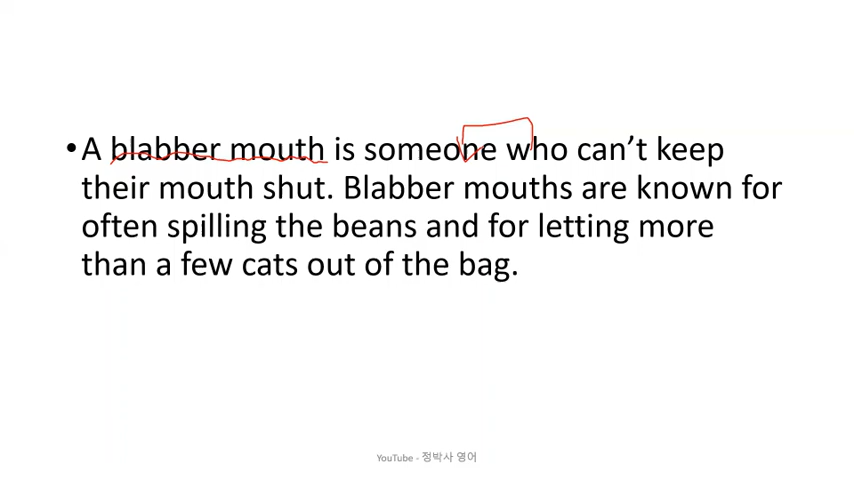 •A blabber mouth is someone who can’t keep
their mouth shut. Blabber mouths are known for
often spilling the beans and for letting more
than a few cats out of the bag.
YouTube - 정박사 영어